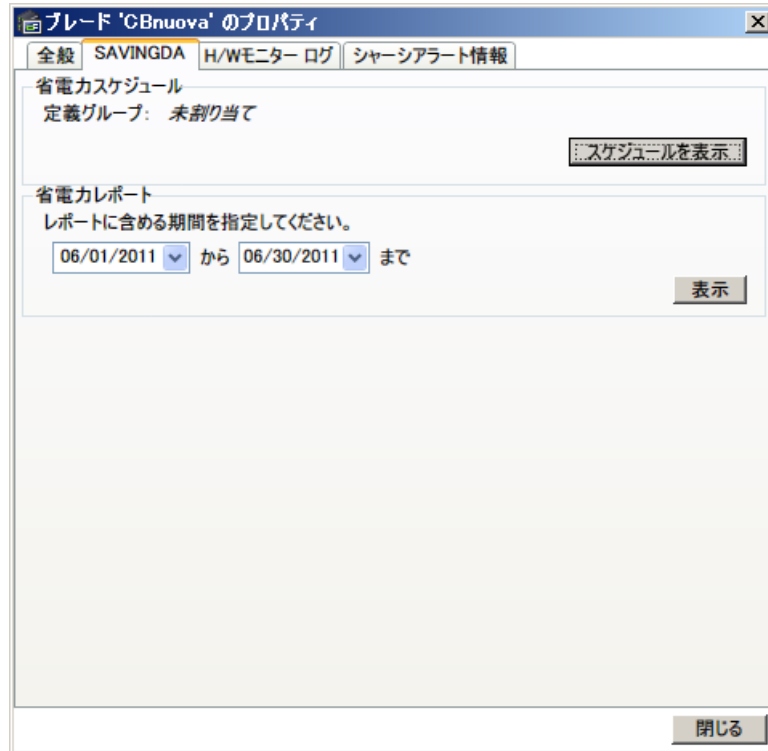 ブレード 'CBnuova' のプロパティ
全般 SAVINGDA H/Wモニター ログ シャーシアラート情報
省電力スケジュール
定義グループ: 未割り当て
スケジュールを表示
省電力レポート
レポートに含める期間を指定してください。
06/01/2011 から 06/30/2011 まで
表示
閉じる